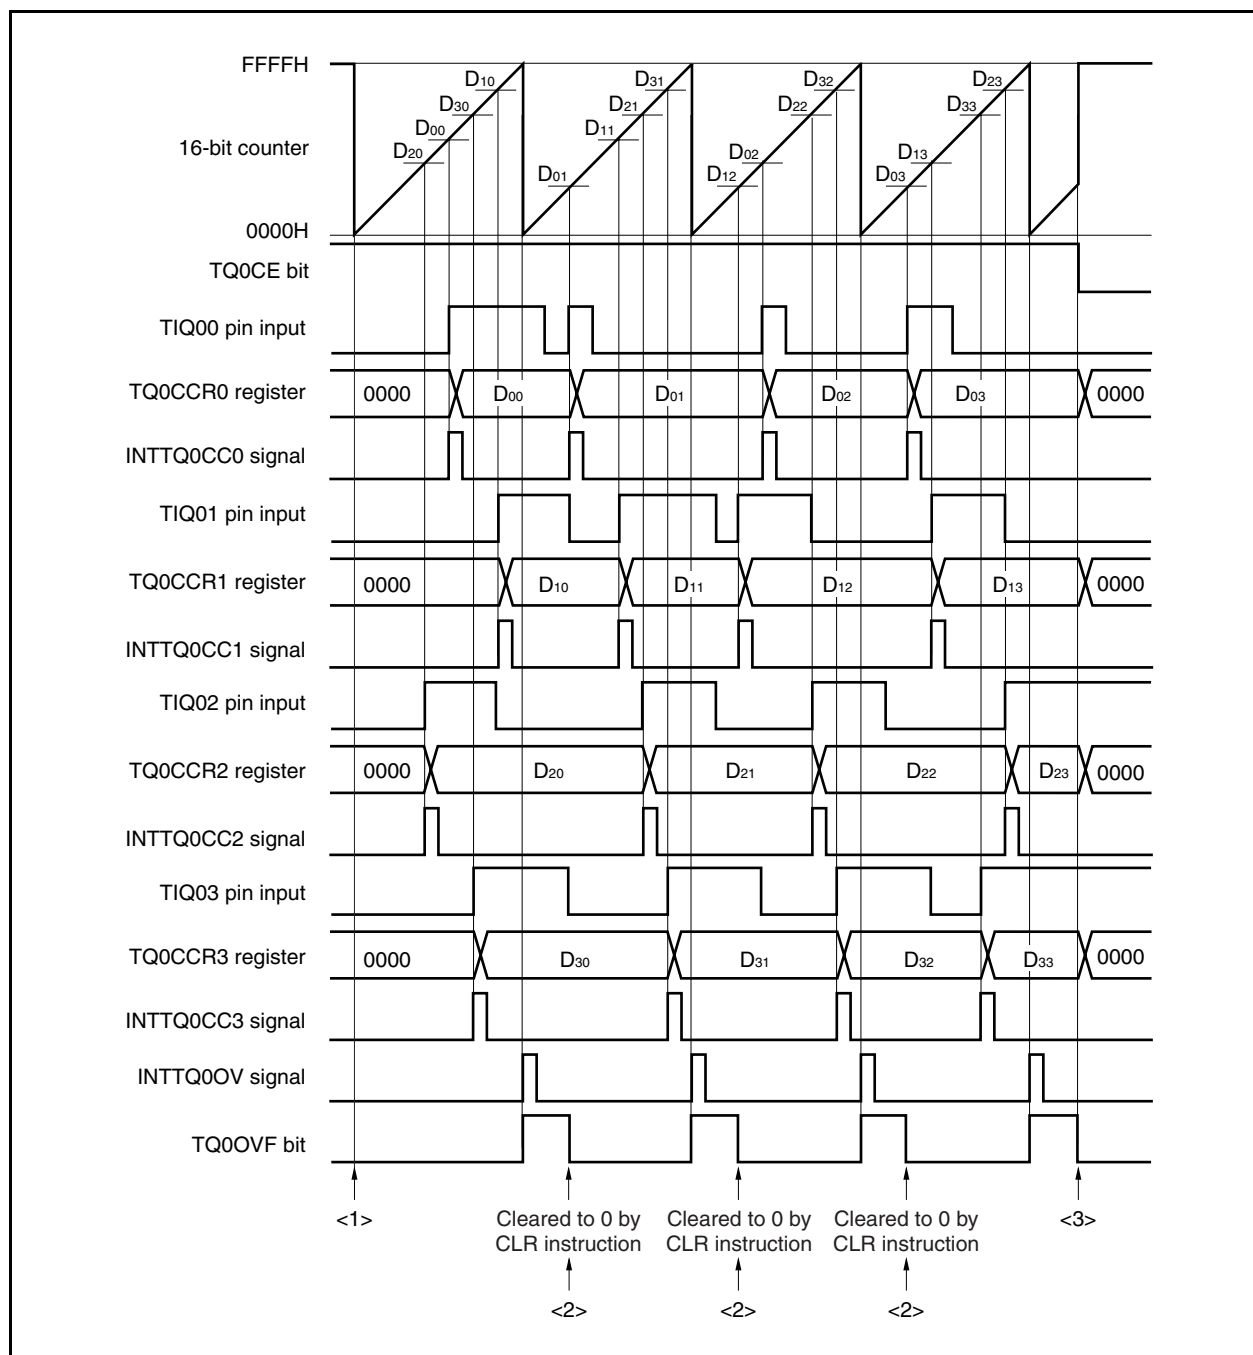 FFFFH
D10 D31 D32 D23
D30 D21 D22 D33
D00 D11
16-bit counter
D20 D02 D13
D01 D12 D03
0000H
TQ0CE bit
TIQ00 pin input
TQ0CCR0 register 0000 D00 D01 D02 D03 0000
INTTQ0CC0 signal
TIQ01 pin input
TQ0CCR1 register 0000 D10 D11 D12 D13 0000
INTTQ0CC1 signal
TIQ02 pin input
TQ0CCR2 register 0000 D20 D21 D22 D23 0000
INTTQ0CC2 signal
TIQ03 pin input
TQ0CCR3 register 0000 D30 D31 D32 D33 0000
INTTQ0CC3 signal
INTTQ0OV signal
TQ0OVF bit
<1> Cleared to 0 by Cleared to 0 by Cleared to 0 by <3>
CLR instruction CLR instruction CLR instruction
<2> <2> <2>